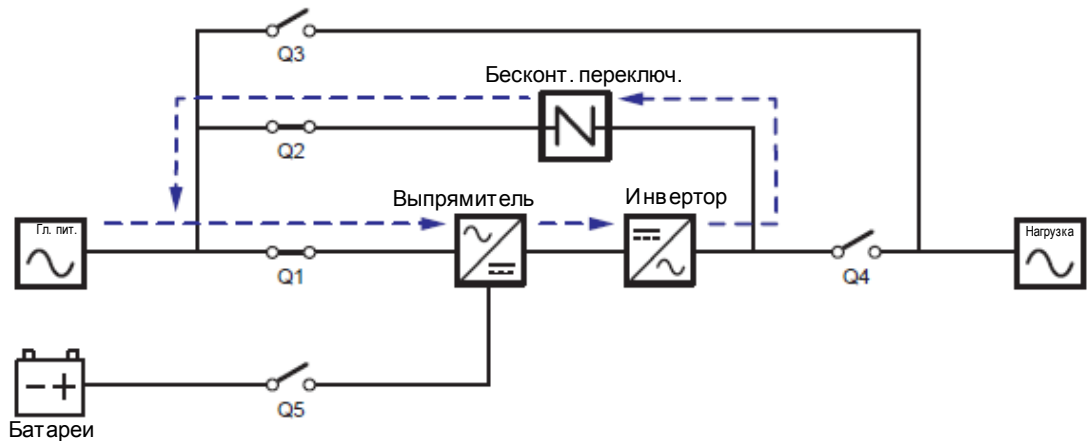 Q3
Бесконт. переключ.
Q2
Выпрямитель
Инвертор
Гл. пит.
Нагрузка
Q1
Q4
Q5
Батареи